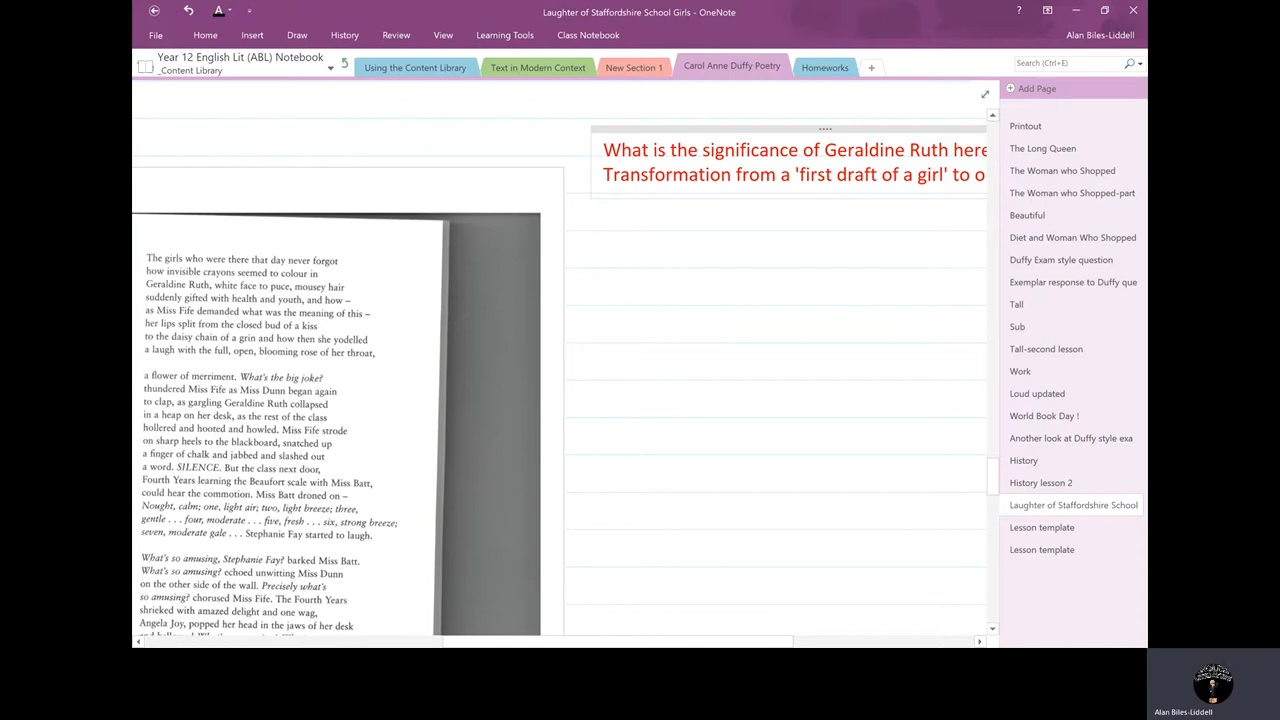 Laughter of Staffordshire School Girls - OneNote
?
A
File
Home
Insert
Draw
History
Review
View
Learning Tools
Class Notebook
Alan Biles-Liddell
Year 12 English Lit (ABL) Notebook
_Content Library
Using the Content Library
Text in Modern Context
New Section 1
Carol Anne Duffy Poetry
Homeworks
+
Search (Ctrl+E)
Add Page
Printout
The Long Queen
The Woman who Shopped
The Woman who Shopped-part
Beautiful
Diet and Woman Who Shopped
Duffy Exam style question
Exemplar response to Duffy que
Tall
Sub
Tall-second lesson
Work
Loud updated
World Book Day !
Another look at Duffy style exa
History
History lesson 2
Laughter of Staffordshire School
Lesson template
Lesson template
What is the significance of Geraldine Ruth here
Transformation from a 'first draft of a girl' to o
The girls who were there that day never forgot
how invisible crayons seemed to colour in
Geraldine Ruth, white face to puce, mousey hair
suddenly gifted with health and youth, and how –
as Miss Fife demanded what was the meaning of this –
her lips split from the closed bud of a kiss
to the daisy chain of a grin and how then she yodelled
a laugh with the full, open, blooming rose of her throat,
a flower of merriment. What's the big joke?
thundered Miss Fife as Miss Dunn began again
to clap, as gargling Geraldine Ruth collapsed
in a heap on her desk, as the rest of the class
hollered and hooted and howled. Miss Fife strode
on sharp heels to the blackboard, snatched up
a finger of chalk and jabbed and slashed out
a word. SILENCE. But the class next door,
Fourth Years learning the Beaufort scale with Miss Batt,
could hear the commotion. Miss Batt droned on –
Nought, calm; one, light air; two, light breeze; three,
gentle . . . four, moderate . . . five, fresh . . . six, strong breeze;
seven, moderate gale . . . Stephanie Fay started to laugh.
What's so amusing, Stephanie Fay? barked Miss Batt.
What's so amusing? echoed unwitting Miss Dunn
on the other side of the wall. Precisely what's
so amusing? chorused Miss Fife. The Fourth Years
shrieked with amazed delight and one wag,
Angela Joy, popped her head in the jaws of her desk
Alan Biles-Liddell